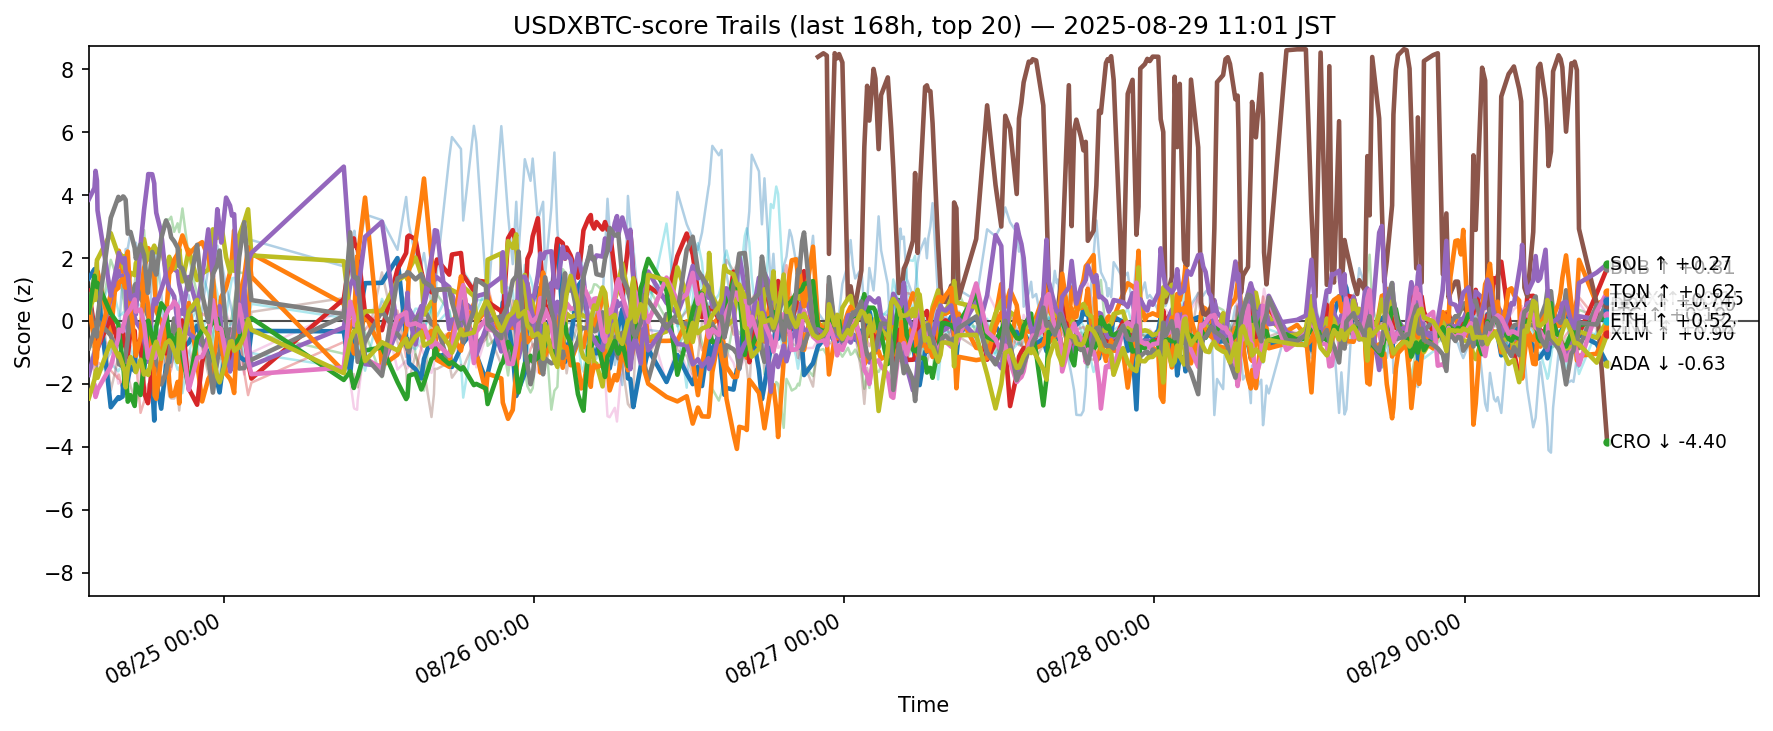 USDXBTC-score Trails (last 168h, top 20) — 2025-08-29 11:01 JST
Score (z)
8
6
4
2
0
−2
−4
−6
−8
SOL ↑ +0.27
BNB ↑ +0.81
TON ↑ +0.62
ETH ↑ +0.52
XLM ↑ +0.90
ADA ↓ -0.63
CRO ↓ -4.40
08/25 00:00
08/26 00:00
08/27 00:00
08/28 00:00
08/29 00:00
Time